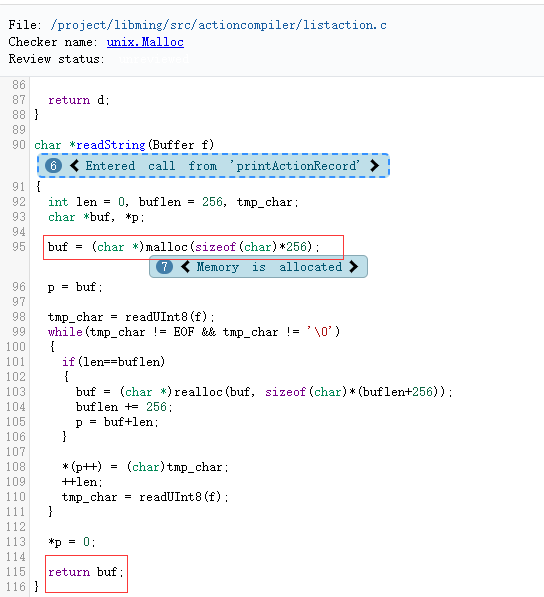 File: /project/libming/src/actioncompiler/listaction.c
Checker name: unix.Malloc
Review status:
86
87 return d;
88 }
89
90 char *readString(Buffer f)
6 Entered call from 'printActionRecord'
91 {
92 int len = 0, buflen = 256, tmp_char;
93 char *buf, *p;
94
95 buf = (char *)malloc(sizeof(char)*256);
7 Memory is allocated
96 p = buf;
97
98 tmp_char = readUInt8(f);
99 while(tmp_char != EOF && tmp_char != '\0')
100 {
101 if(len==buflen)
102 {
103 buf = (char *)realloc(buf, sizeof(char)*(buflen+256));
104 buflen += 256;
105 p = buf+len;
106 }
107
108 *(p++) = (char)tmp_char;
109 ++len;
110 tmp_char = readUInt8(f);
111 }
112
113 *p = 0;
114
115 return buf;
116 }